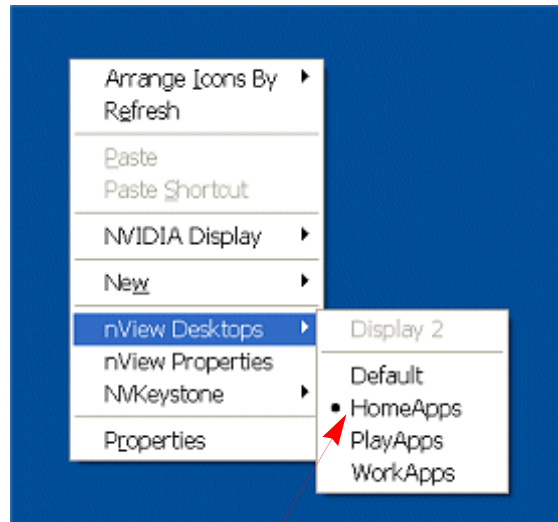 Arrange Icons By
Refresh
Paste
Paste Shortcut
NVIDIA Display
New
nView Desktops
nView Properties
NVKeystone
Properties
Display 2
Default
HomeApps
PlayApps
WorkApps